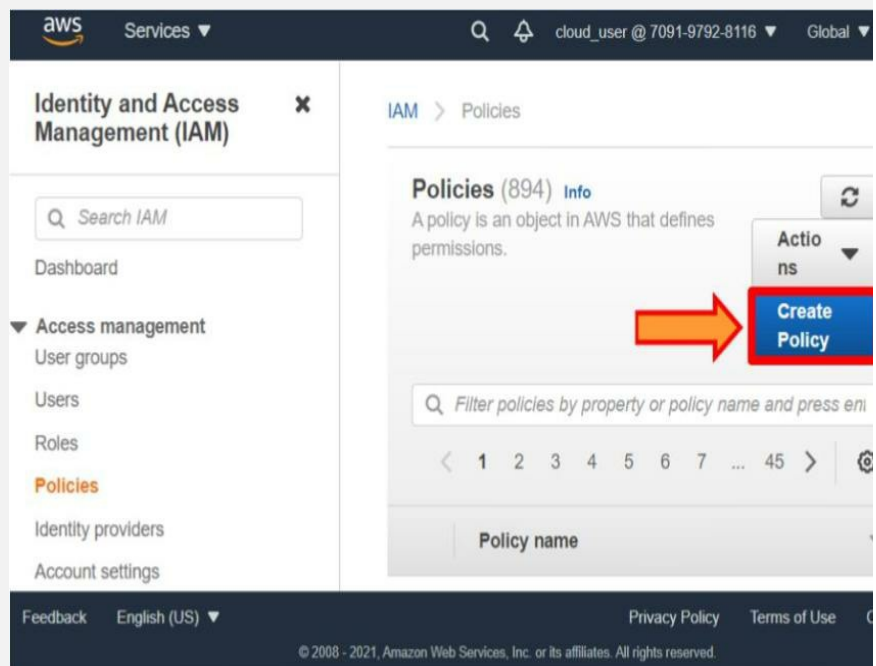 aws
Services ▼
cloud_user @ 7091-9792-8116 ▼
Global ▼
Identity and Access
Management (IAM)
Search IAM
Dashboard
Access management
User groups
Users
Roles
Policies
Identity providers
Account settings
IAM > Policies
Policies (894) Info
A policy is an object in AWS that defines
permissions.
Actio
ns
Create
Policy
Filter policies by property or policy name and press
< 1 2 3 4 5 6 7 ... 45 >
Policy name
Feedback English (US) ▼
Privacy Policy Terms of Use
© 2008 - 2021, Amazon Web Services, Inc. or its affiliates. All rights reserved.